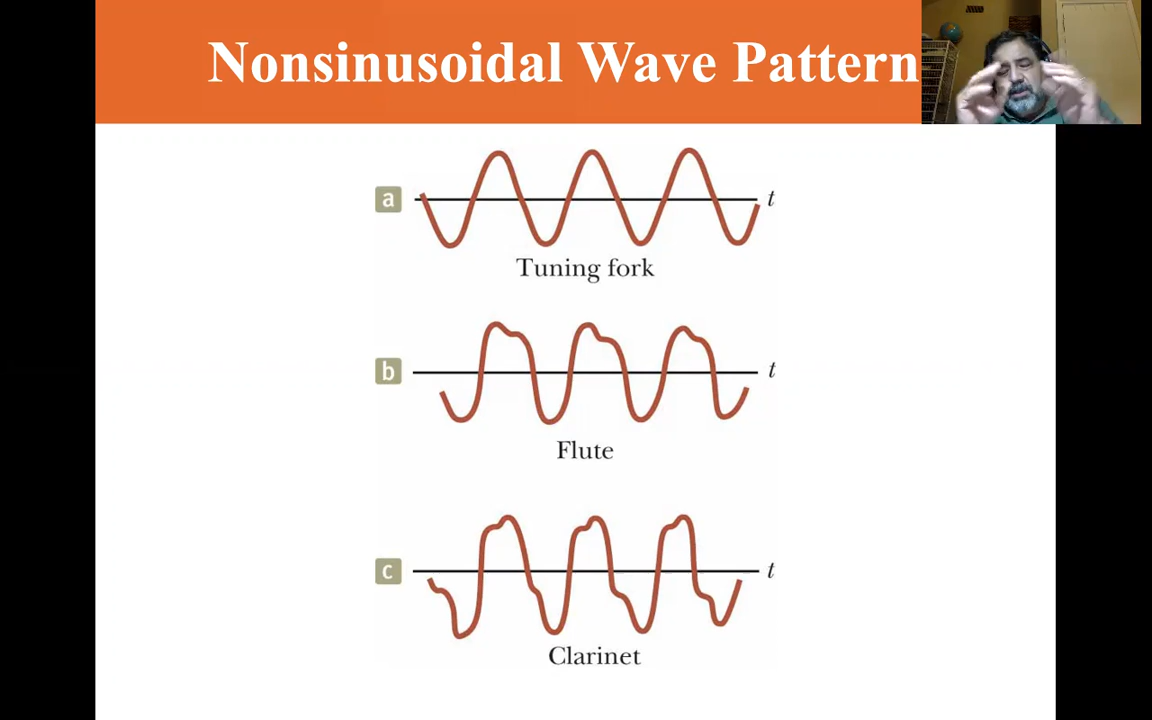 Nonsinusoidal Wave Pattern
a
t
Tuning fork
b
t
Flute
c
t
Clarinet